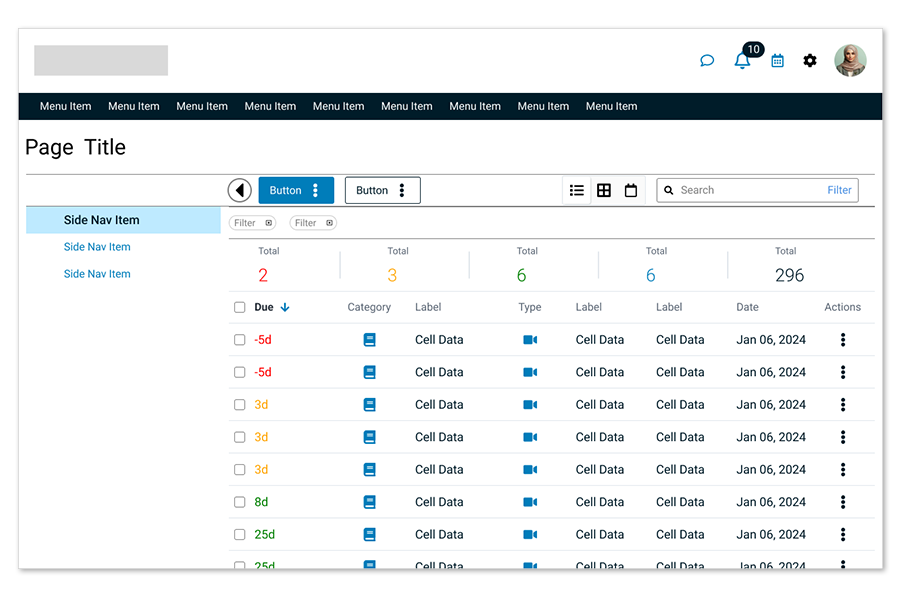 10
Menu Item Menu Item Menu Item Menu Item Menu Item Menu Item Menu Item Menu Item Menu Item
Page Title
Button Button Search Filter
Side Nav Item
Side Nav Item
Side Nav Item
Filter Filter
Total Total Total Total Total
2 3 6 6 296
Due Category Label Type Label Label Date Actions
-5d Cell Data Cell Data Cell Data Jan 06, 2024
-5d Cell Data Cell Data Cell Data Jan 06, 2024
3d Cell Data Cell Data Cell Data Jan 06, 2024
3d Cell Data Cell Data Cell Data Jan 06, 2024
3d Cell Data Cell Data Cell Data Jan 06, 2024
8d Cell Data Cell Data Cell Data Jan 06, 2024
25d Cell Data Cell Data Cell Data Jan 06, 2024
25d Cell Data Cell Data Cell Data Jan 06, 2024